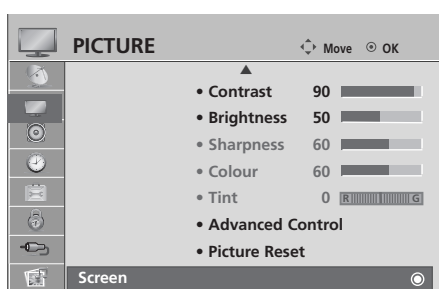 PICTURE Move OK
• Contrast 90
• Brightness 50
• Sharpness 60
• Colour 60
• Tint 0 R G
• Advanced Control
• Picture Reset
Screen